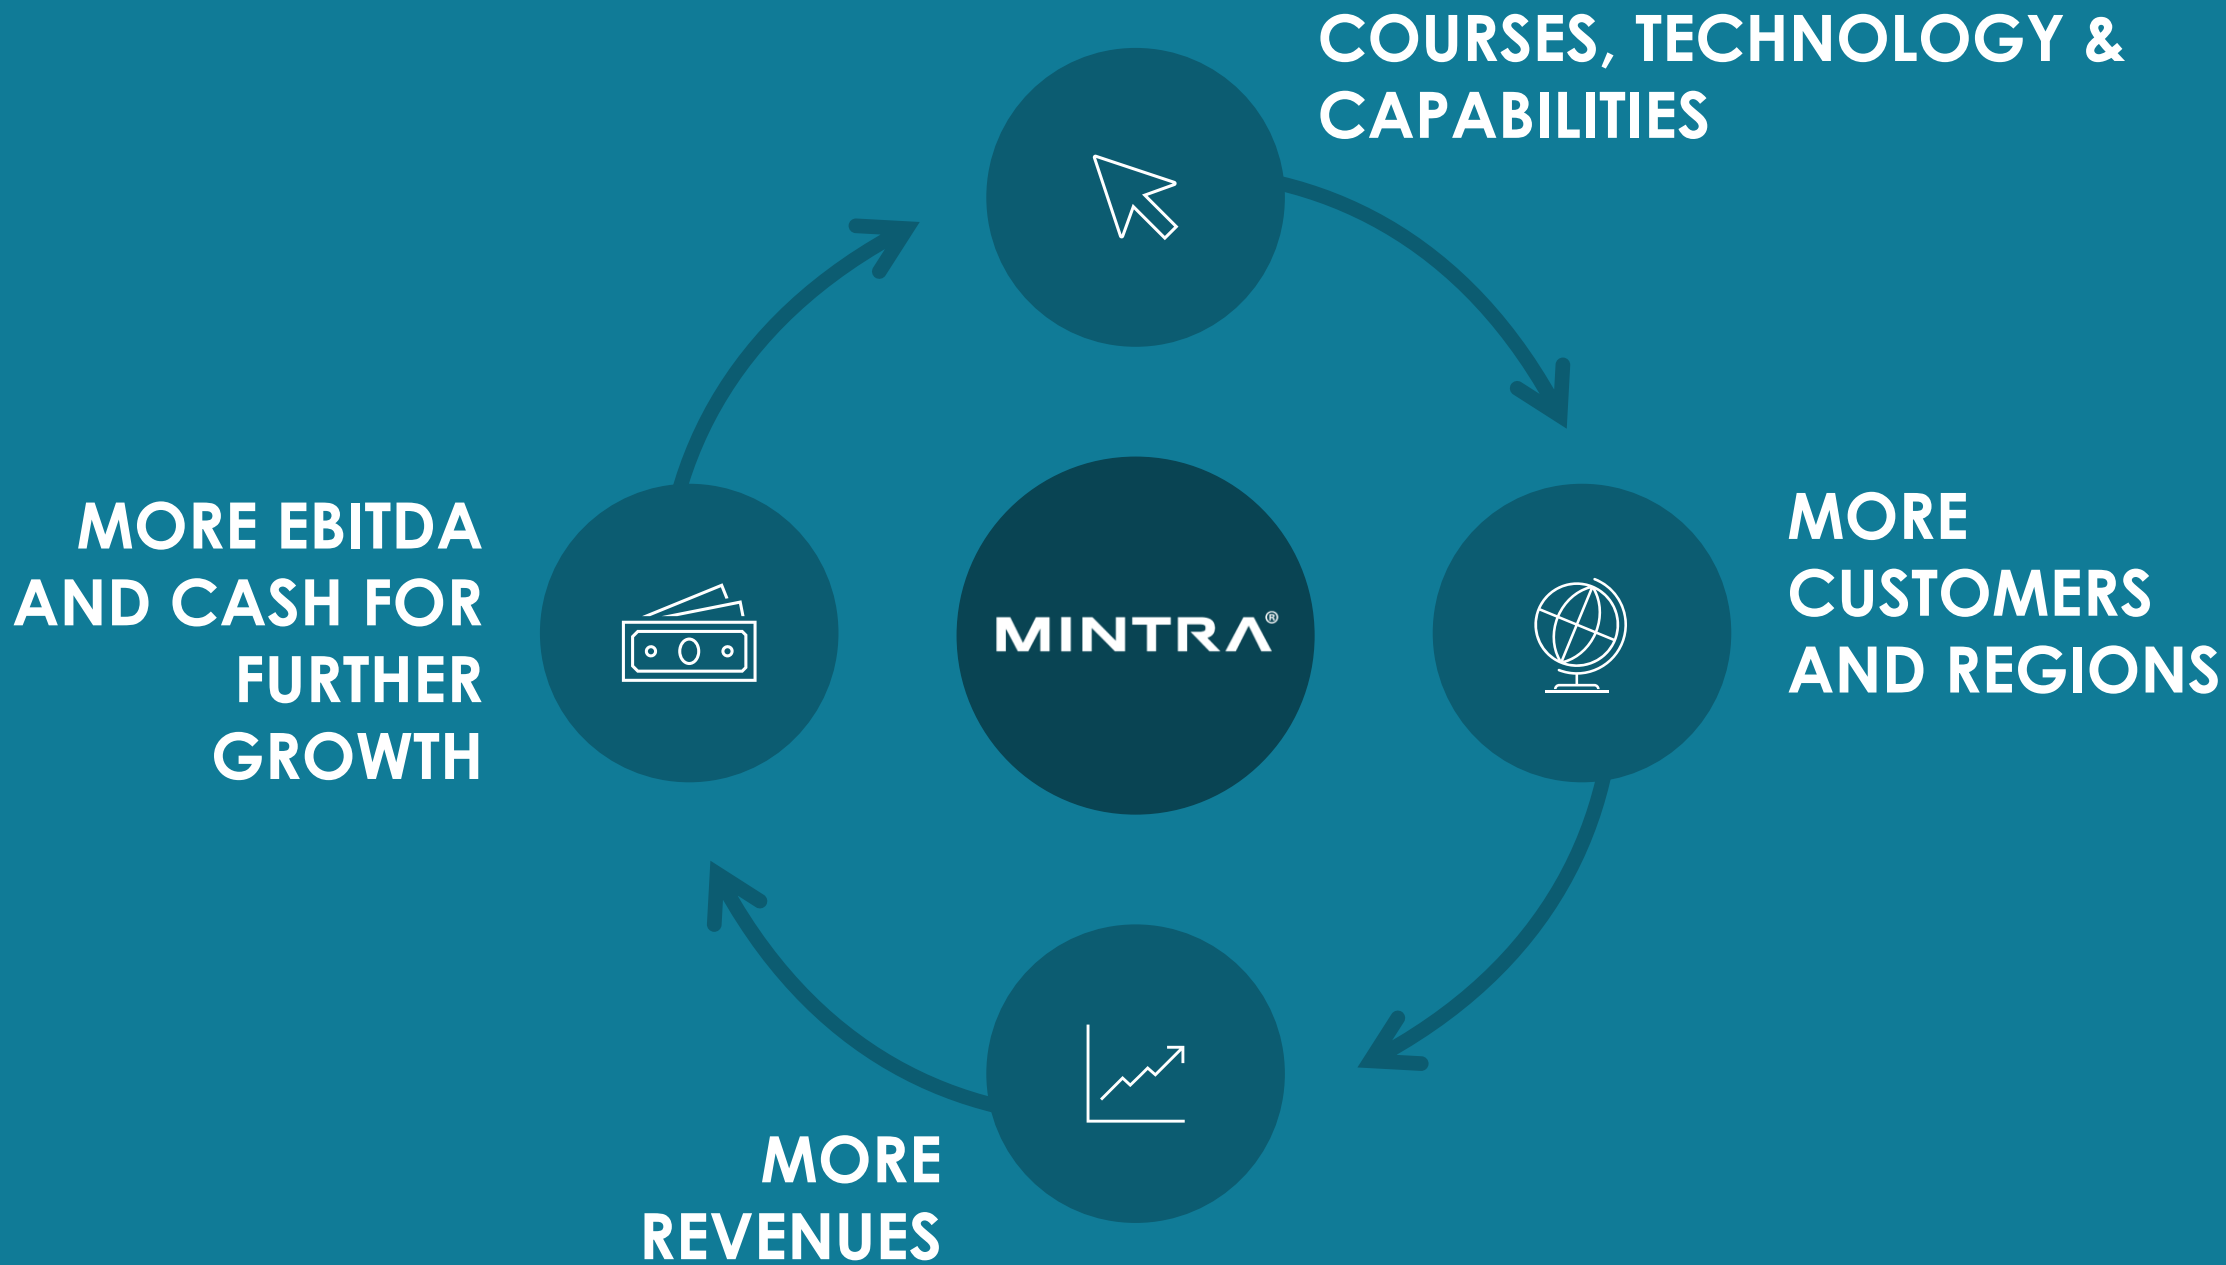 COURSES, TECHNOLOGY &
CAPABILITIES
MORE
CUSTOMERS
AND REGIONS
MORE
REVENUES
MORE EBITDA
AND CASH FOR
FURTHER
GROWTH
MINTRA®